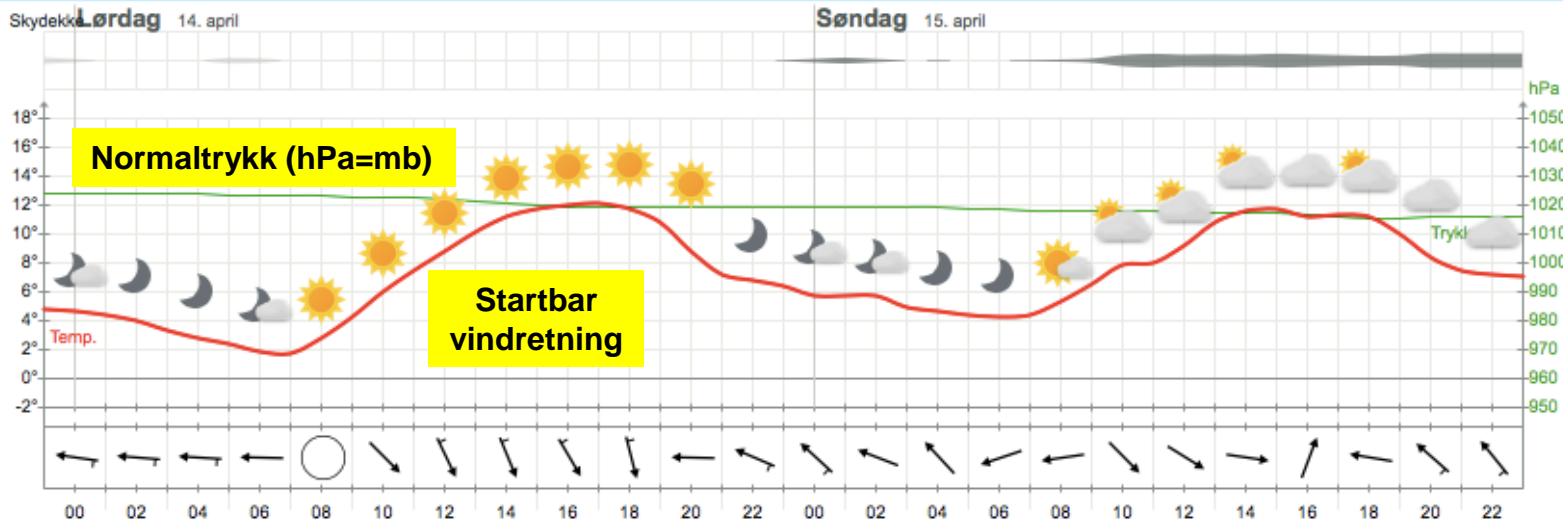 Skydekke Lørdag 14. april Søndag 15. april
hPa
18° 1050
16° 1040
Normaltrykk (hPa=mb)
14° 1030
12° 1020
10° 1010
Trykk
8° 1000
6° 990
Startbar
vindretning
4° 980
Temp.
2° 970
0° 960
-2° 950
00 02 04 06 08 10 12 14 16 18 20 22 00 02 04 06 08 10 12 14 16 18 20 22